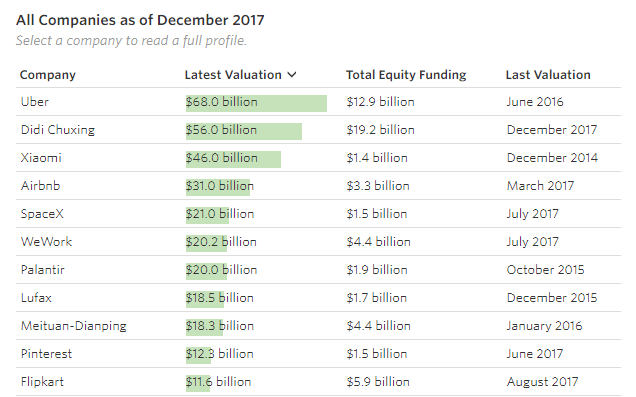 All Companies as of December 2017
Select a company to read a full profile.
Company Latest Valuation Total Equity Funding Last Valuation
Uber $68.0 billion $12.9 billion June 2016
Didi Chuxing $56.0 billion $19.2 billion December 2017
Xiaomi $46.0 billion $1.4 billion December 2014
Airbnb $31.0 billion $3.3 billion March 2017
SpaceX $21.0 billion $1.5 billion July 2017
WeWork $20.2 billion $4.4 billion July 2017
Palantir $20.0 billion $1.9 billion October 2015
Lufax $18.5 billion $1.7 billion December 2015
Meituan-Dianping $18.3 billion $4.4 billion January 2016
Pinterest $12.3 billion $1.5 billion June 2017
Flipkart $11.6 billion $5.9 billion August 2017